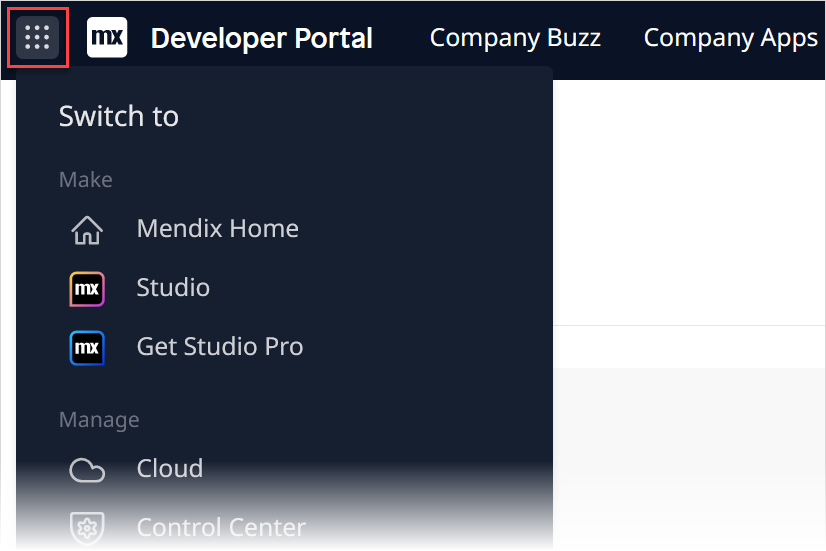 mx Developer Portal Company Buzz Company Apps
Switch to
Make
Mendix Home
mx Studio
mx Get Studio Pro
Manage
Cloud
Control Center